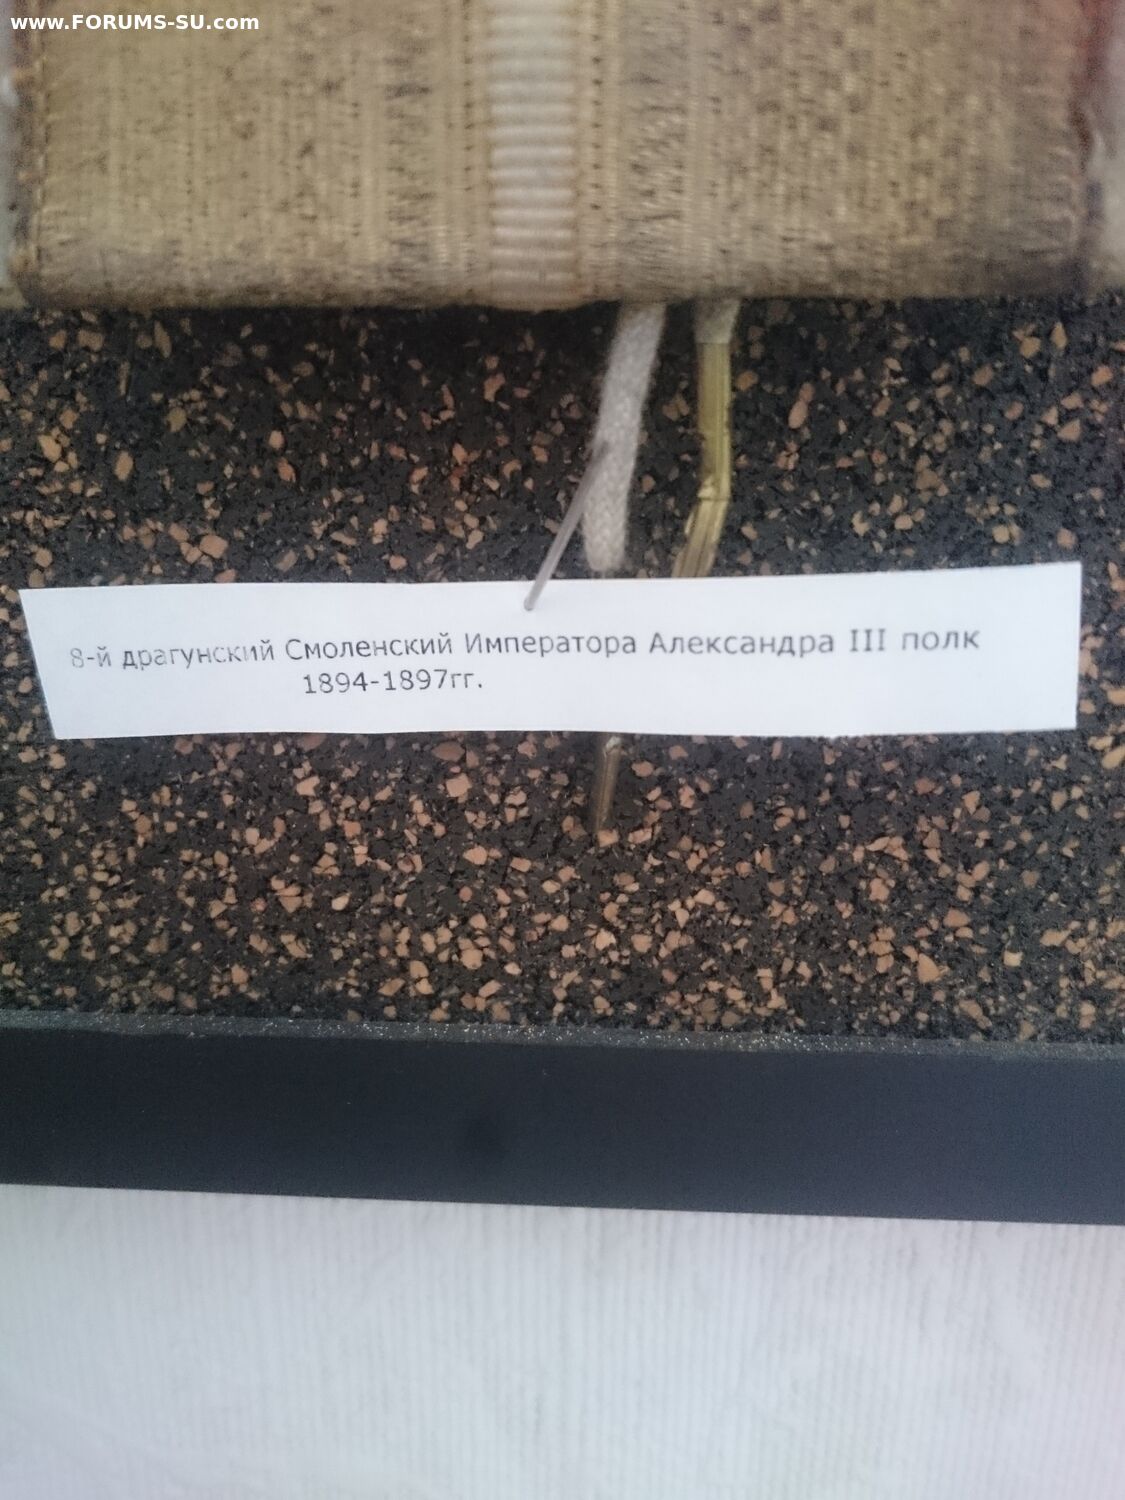 www.FORUMS-SU.com
8-й драгунский Смоленский Императора Александра III полк
1894-1897гг.